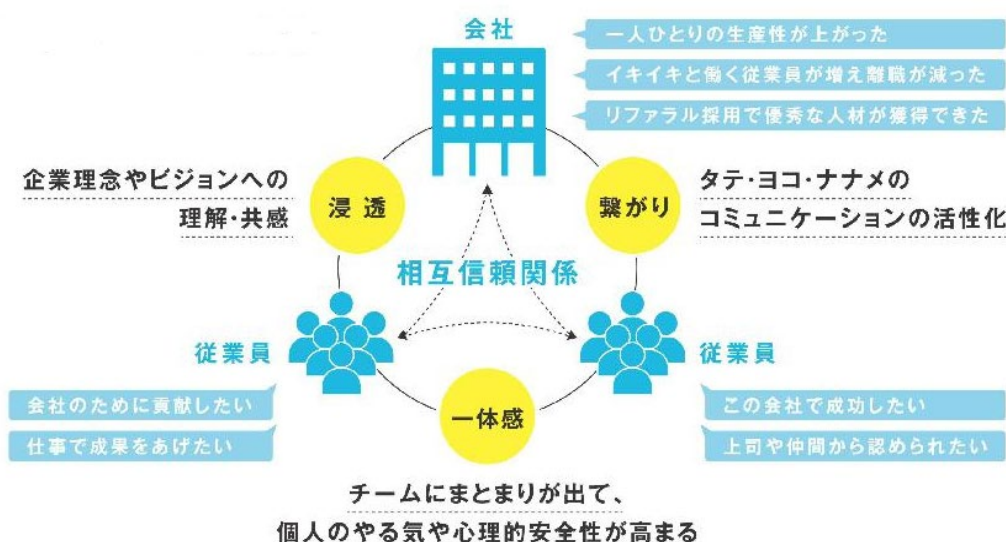 会社
一人ひとりの生産性が上がった
イキイキと働く従業員が増え離職が減った
リファラル採用で優秀な人材が獲得できた
企業理念やビジョンへの
理解・共感
浸透
繋がり
タテ・ヨコ・ナナメの
コミュニケーションの活性化
相互信頼関係
従業員
会社のために貢献したい
仕事で成果をあげたい
従業員
この会社で成功したい
上司や仲間から認められたい
一体感
チームにまとまりが出て、
個人のやる気や心理的安全性が高まる